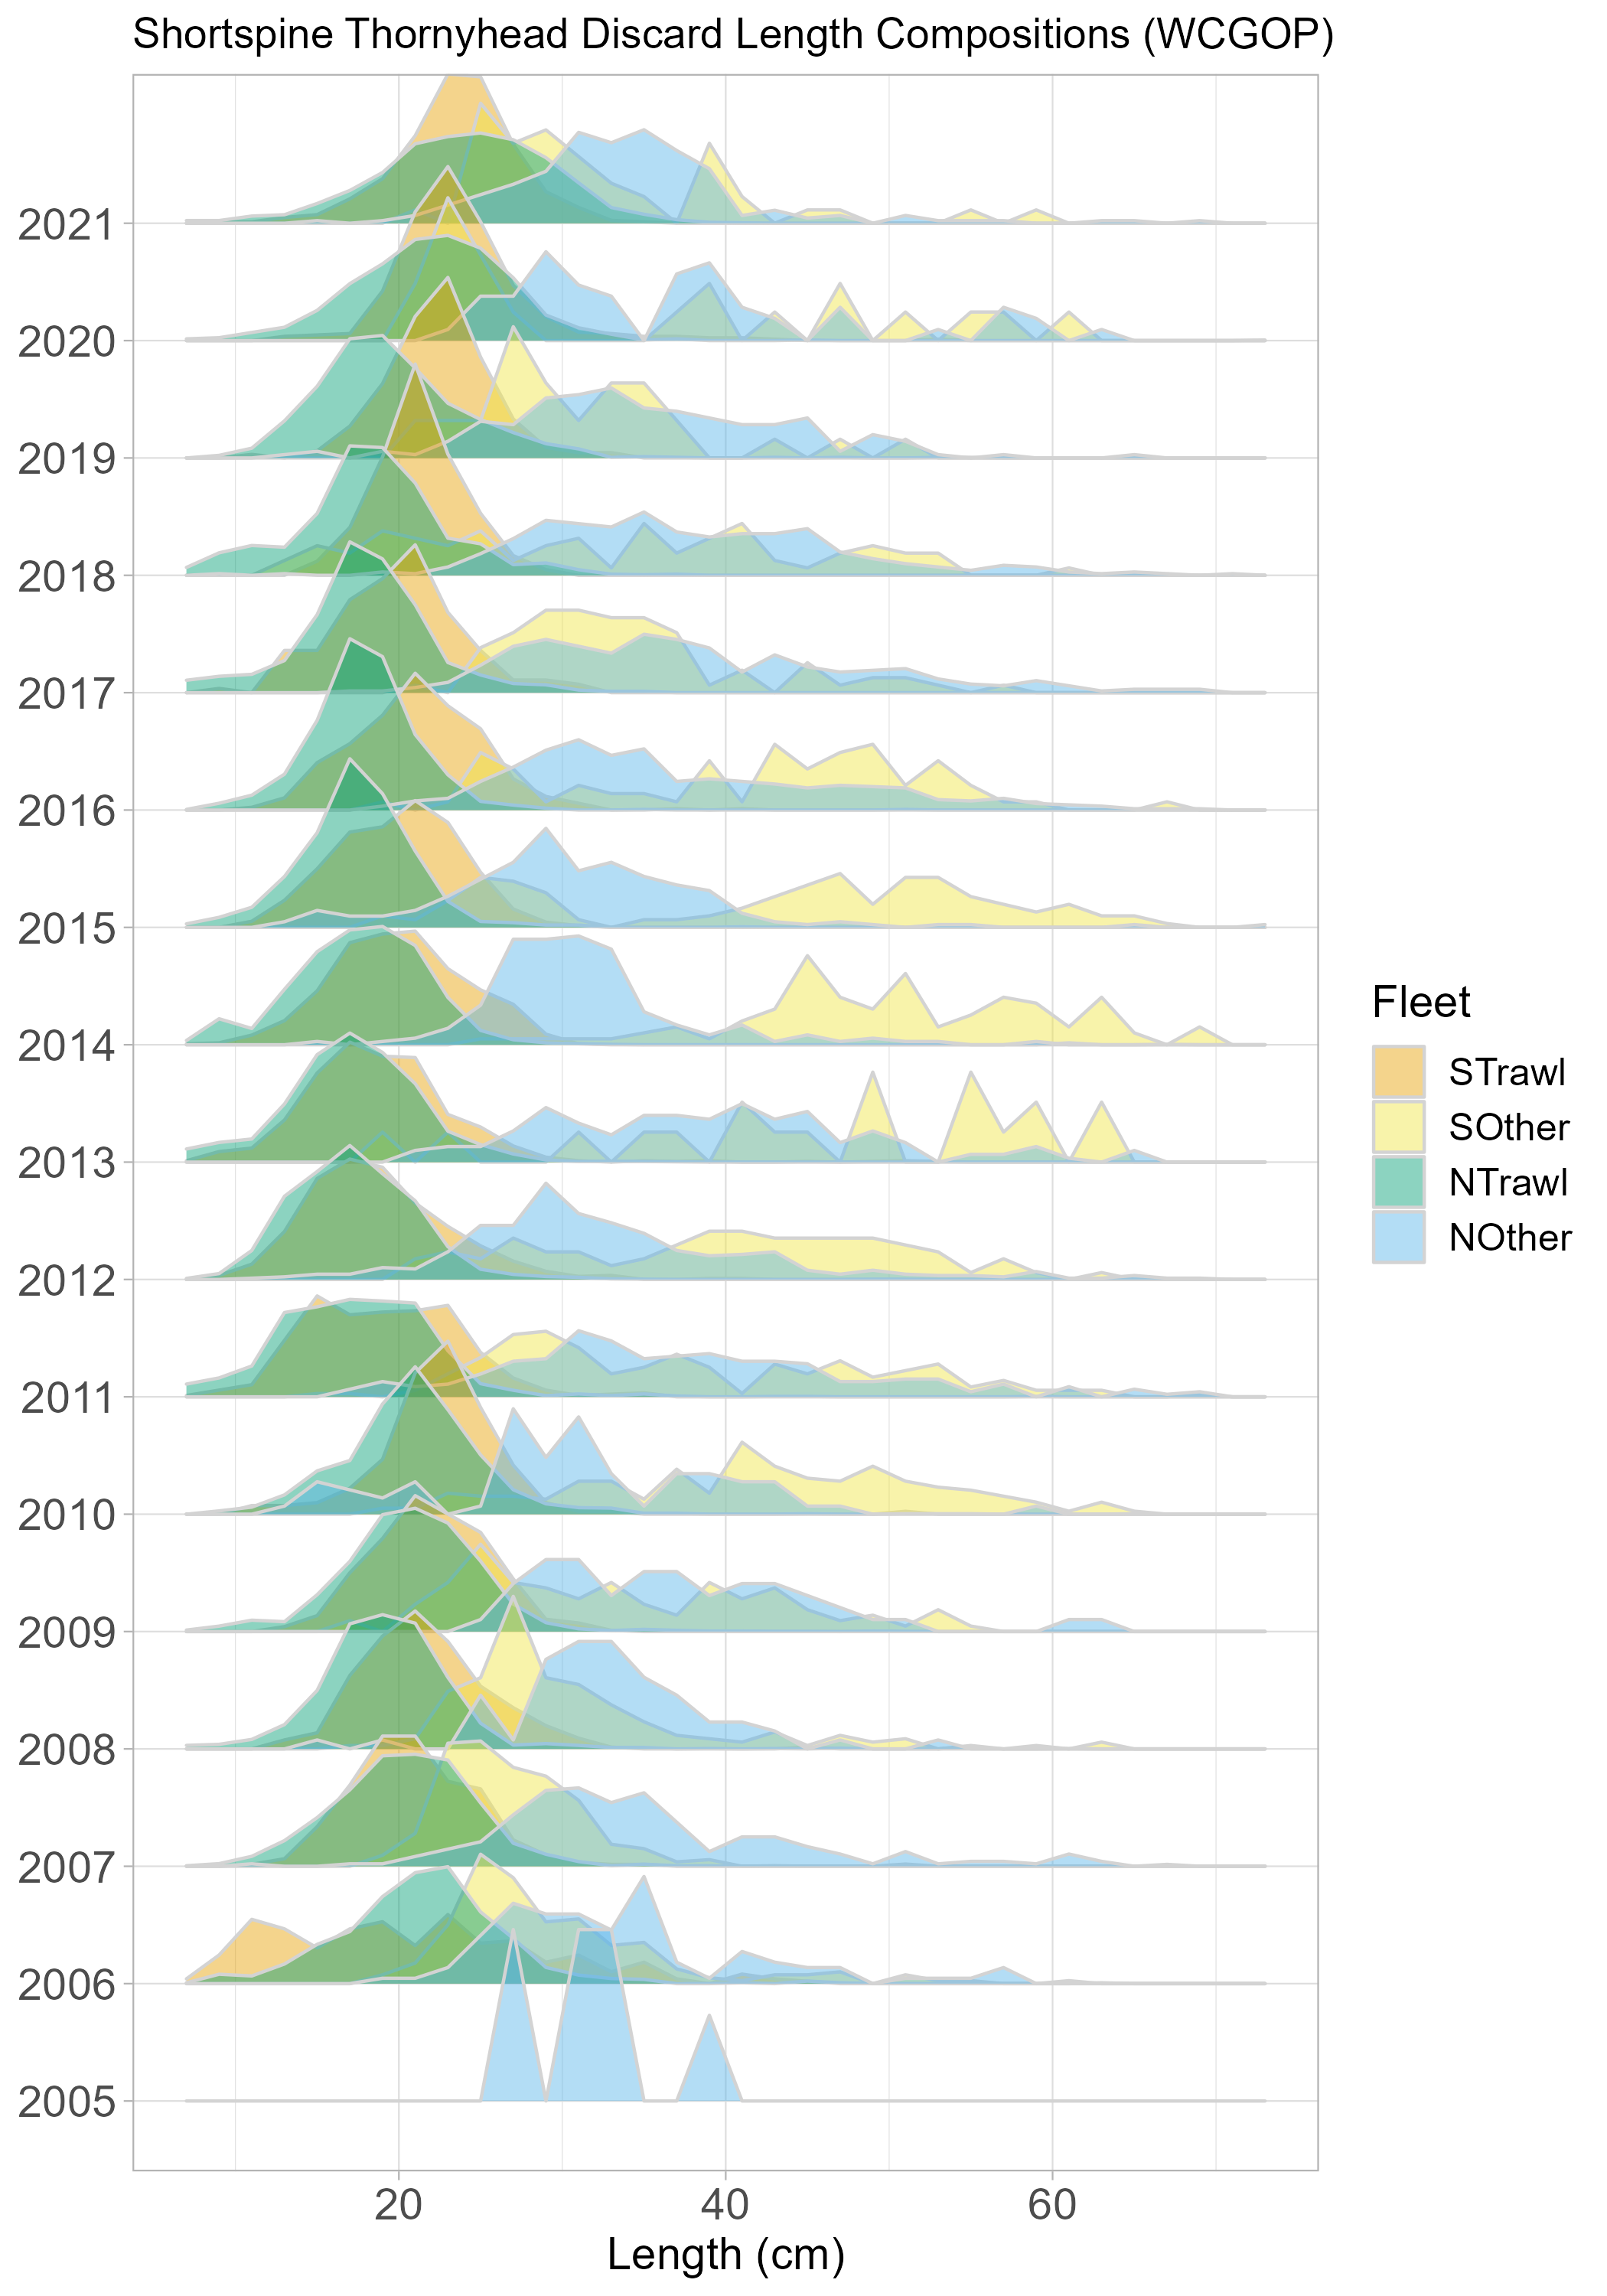 Shortspine Thornyhead Discard Length Compositions (WCGOP)
2021
2020
2019
2018
2017
2016
2015
2014
2013
2012
2011
2010
2009
2008
2007
2006
2005
20 40 60
Length (cm)
Fleet
STrawl
SOther
NTrawl
NOther